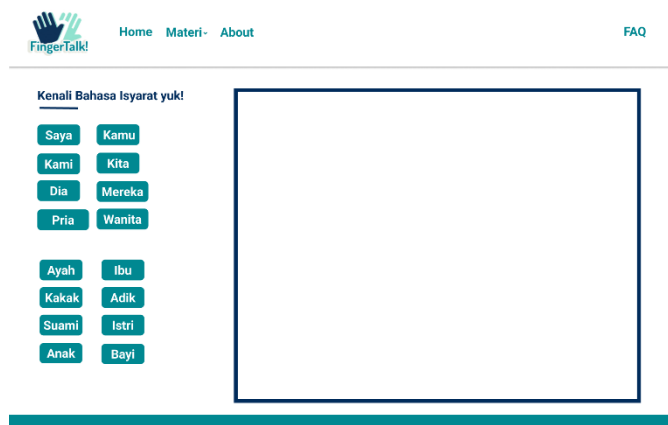 FingerTalk!
Home Materi About FAQ
Kenali Bahasa Isyarat yuk!
Saya Kamu
Kami Kita
Dia Mereka
Pria Wanita
Ayah Ibu
Kakak Adik
Suami Istri
Anak Bayi